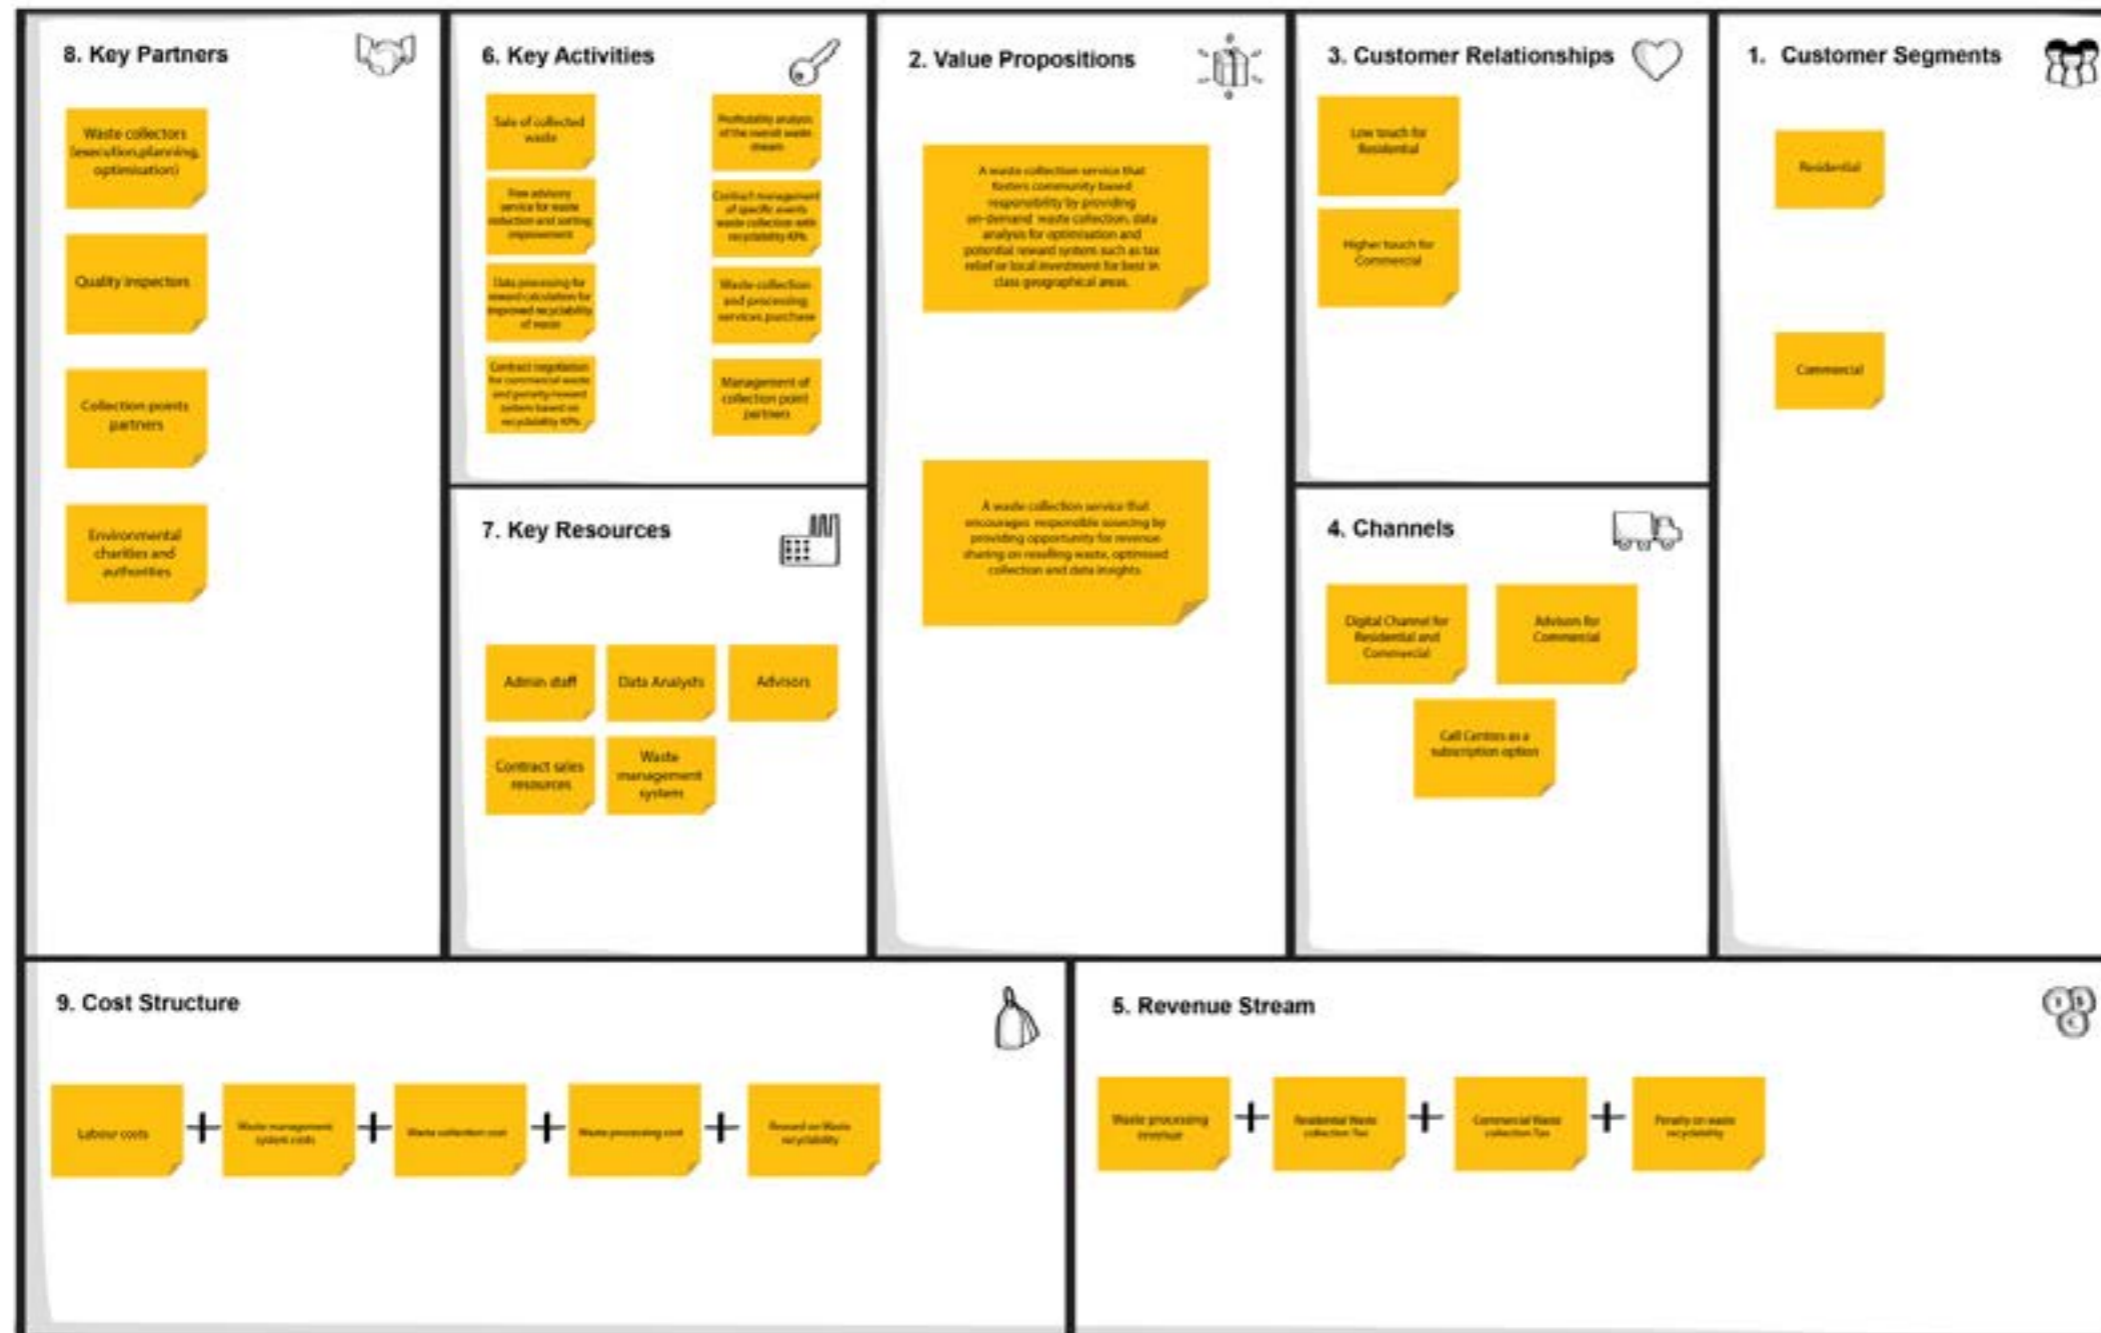 8. Key Partners
Waste collectors
(execution,planning,
optimisation)
Quality inspectors
Collection points
partners
Environmental
charities and
authorities
6. Key Activities
Sale of collected
waste
Free advisory
service for waste
reduction and sorting
improvement
Data processing for
reward calculation for
improved recyclability
of waste
Contract negotiation
for commercial waste
and penalty-reward
system based on
recyclability KPIs
Profitability analysis
of the overall waste
stream
Contract management
of specific events
waste collection with
recyclability KPIs
Waste collection
and processing
services purchase
Management of
collection point
partners
7. Key Resources
Admin staff
Data Analysts
Advisors
Contract sales
resources
Waste
management
system
2. Value Propositions
A waste collection service that
fosters community based
responsibility by providing
on-demand waste collection, data
analysis for optimisation and
potential reward system such as tax
relief or local investment for best in
class geographical areas.
A waste collection service that
encourages responsible sourcing by
providing opportunity for revenue
sharing on reselling waste, optimised
collection and data insights
3. Customer Relationships
Low touch for
Residential
Higher touch for
Commercial
4. Channels
Digital Channel for
Residential and
Commercial
Advisors for
Commercial
Call Centres as a
subscription option
1. Customer Segments
Residential
Commercial
9. Cost Structure
Labour costs
+
Waste management
system costs
+
Waste collection cost
+
Waste processing cost
+
Reward on Waste
recyclability
5. Revenue Stream
Waste processing
revenue
+
Residential Waste
collection Tax
+
Commercial Waste
collection Tax
+
Penalty on waste
recyclability